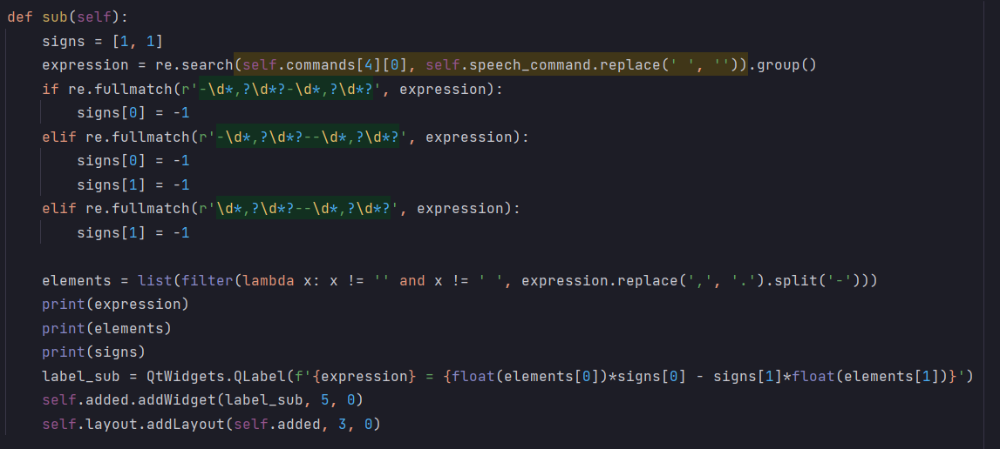 def sub(self):
    signs = [1, 1]
    expression = re.search(self.commands[4][0], self.speech_command.replace(' ', '')).group()
    if re.fullmatch(r'-\d*,?\d*?-\d*,?\d*?', expression):
        signs[0] = -1
    elif re.fullmatch(r'-\d*,?\d*?--\d*,?\d*?', expression):
        signs[0] = -1
        signs[1] = -1
    elif re.fullmatch(r'\d*,?\d*?--\d*,?\d*?', expression):
        signs[1] = -1

    elements = list(filter(lambda x: x != '' and x != ' ', expression.replace(',', '.').split('-')))
    print(expression)
    print(elements)
    print(signs)
    label_sub = QtWidgets.QLabel(f'{expression} = {float(elements[0])*signs[0] - signs[1]*float(elements[1])}')
    self.added.addWidget(label_sub, 5, 0)
    self.layout.addLayout(self.added, 3, 0)